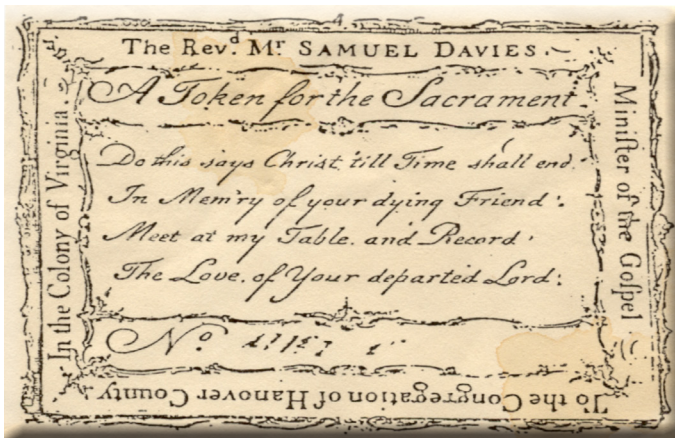 The Rev.ᵈ Mʳ SAMUEL DAVIES.
Miniſter of the Goſpel
To the Congregation of Hanover County.
In the Colony of Virginia.
A Token for the Sacrament.
Do this says Christ, 'till Time shall end.
In Mem'ry of your dying Friend:
Meet at my Table. and Record
The Love, of Your departed Lord:
Nº